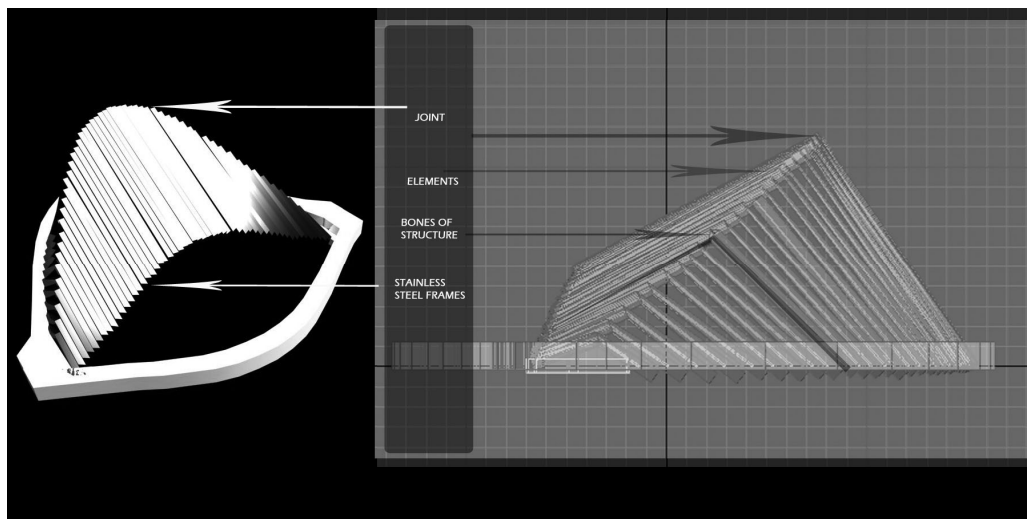 JOINT
ELEMENTS
BONES OF
STRUCTURE
STAINLESS
STEEL FRAMES